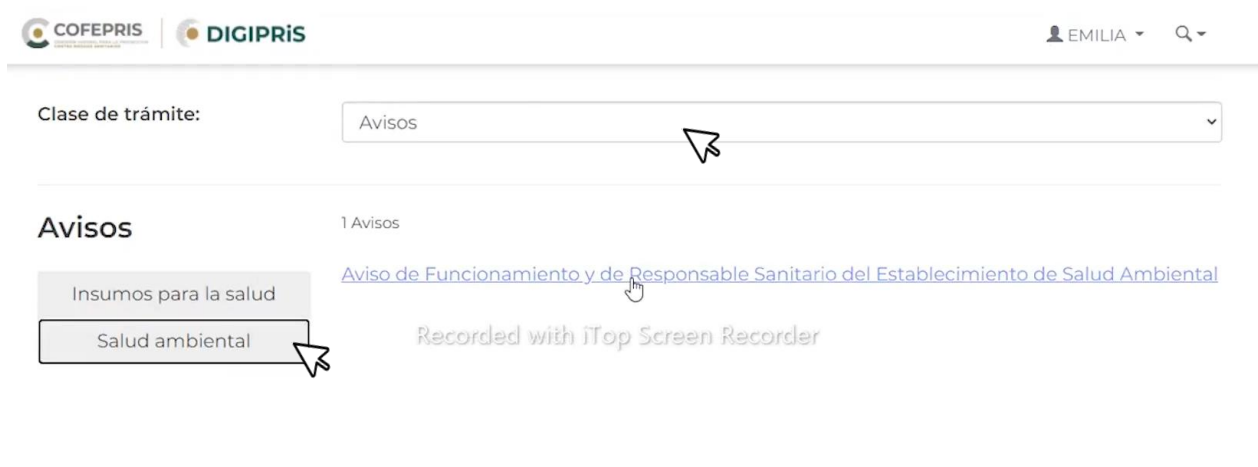 COFEPRIS DIGIPRiS EMILIA
Clase de trámite: Avisos
Avisos 1 Avisos
Aviso de Funcionamiento y de Responsable Sanitario del Establecimiento de Salud Ambiental
Insumos para la salud
Salud ambiental
Recorded with iTop Screen Recorder